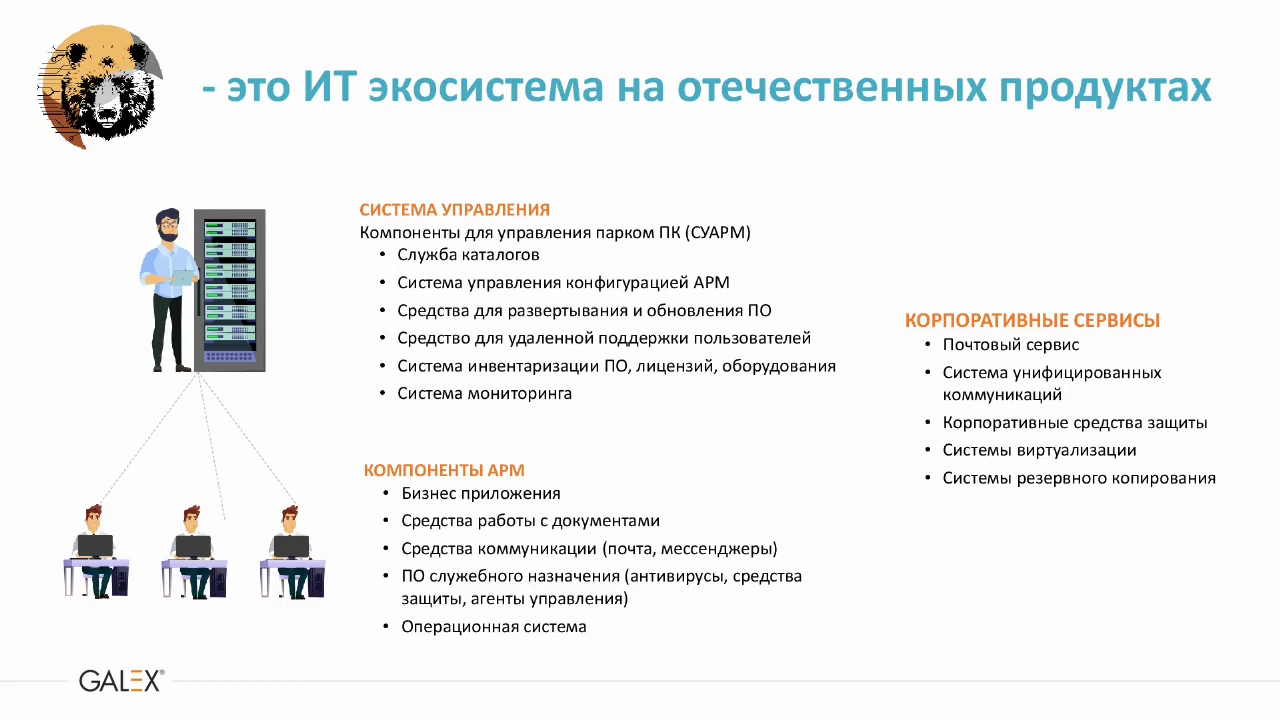 - это ИТ экосистема на отечественных продуктах
СИСТЕМА УПРАВЛЕНИЯ
Компоненты для управления парком ПК (СУАРМ)
• Служба каталогов
• Система управления конфигурацией АРМ
• Средства для развертывания и обновления ПО
• Средство для удаленной поддержки пользователей
• Система инвентаризации ПО, лицензий, оборудования
• Система мониторинга
КОМПОНЕНТЫ АРМ
• Бизнес приложения
• Средства работы с документами
• Средства коммуникации (почта, мессенджеры)
• ПО служебного назначения (антивирусы, средства
защиты, агенты управления)
• Операционная система
КОРПОРАТИВНЫЕ СЕРВИСЫ
• Почтовый сервис
• Система унифицированных
коммуникаций
• Корпоративные средства защиты
• Системы виртуализации
• Системы резервного копирования
GALEX®